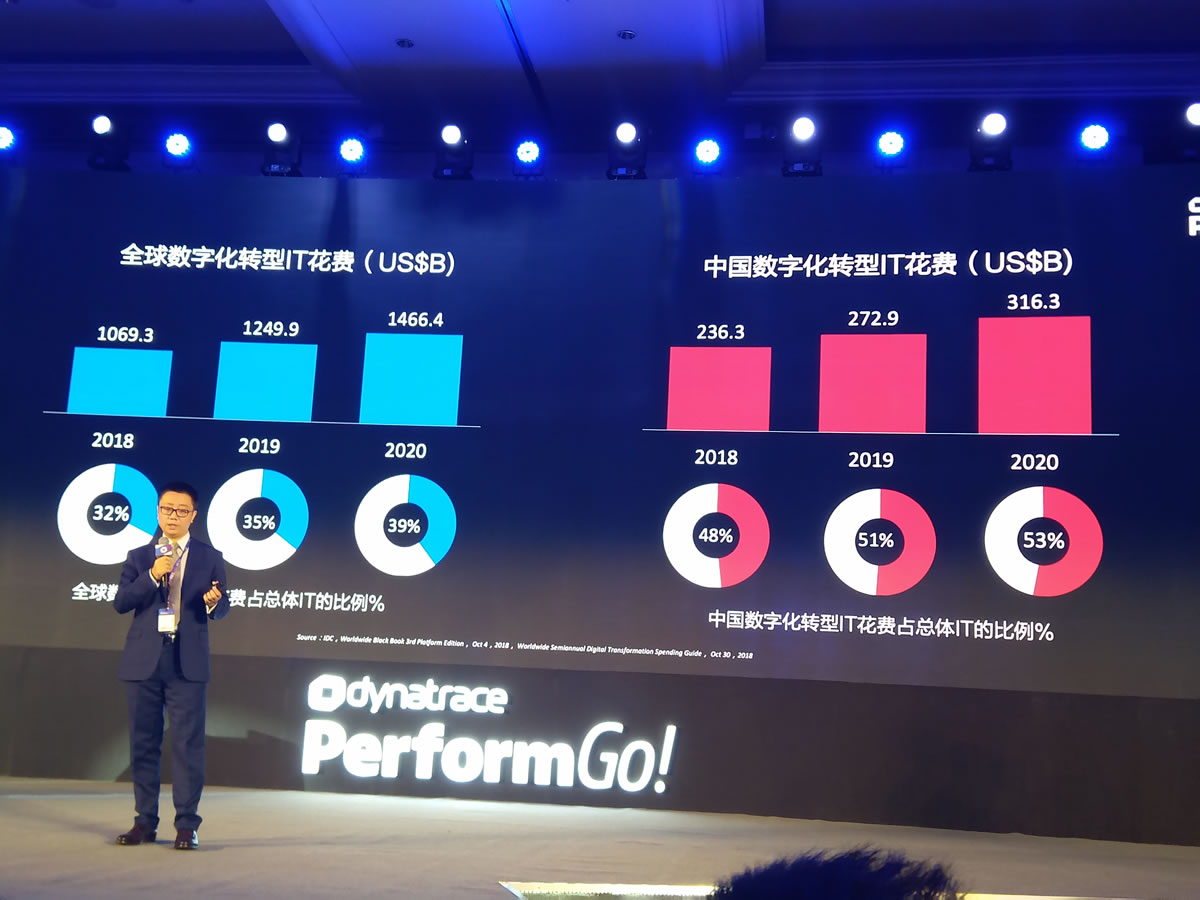 全球数字化转型IT花费（US$B）
1069.3
1249.9
1466.4
2018
2019
2020
32%
35%
39%
全球数
花费占总体IT的比例%
中国数字化转型IT花费（US$B）
236.3
272.9
316.3
2018
2019
2020
48%
51%
53%
中国数字化转型IT花费占总体IT的比例%
Source：IDC，Worldwide Black Book 3rd Platform Edition，Oct 4，2018，Worldwide Semiannual Digital Transformation Spending Guide，Oct 30，2018
dynatrace
PerformGo!